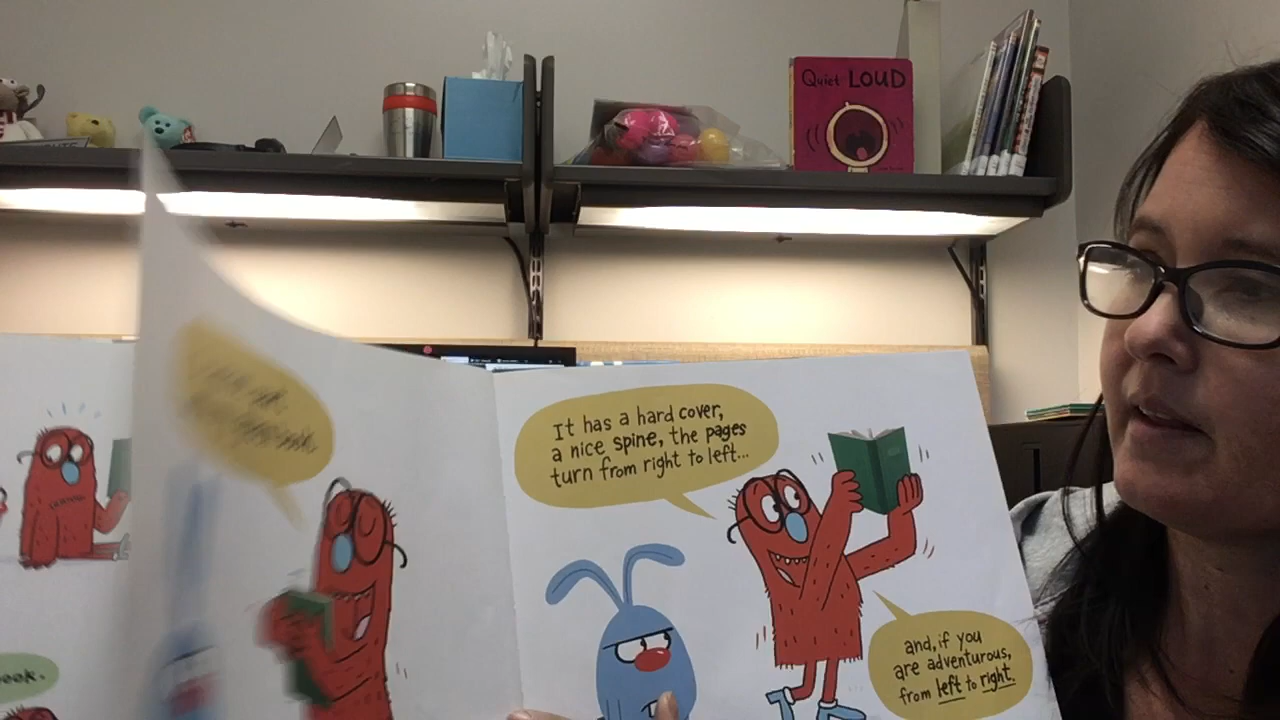 Quiet LOUD
It has a hard cover,
a nice spine, the pages
turn from right to left...
and, if you
are adventurous,
from left to right.